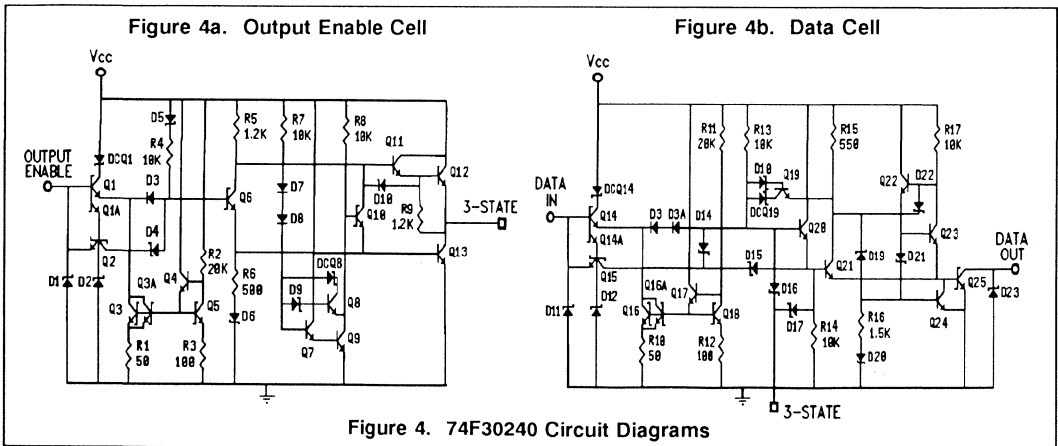 Figure 4a. Output Enable Cell
Vcc
D5
R4
10K
R5
1.2K
R7
10K
R8
10K
Q11
OUTPUT
ENABLE
DCQ1
Q1
D3
Q6
D7
D10
Q12
Q1A
D8
Q10
R9
1.2K
3-STATE
D4
Q2
R2
20K
Q13
D1
D2
Q3A
Q4
R6
500
DCQ8
D9
Q8
Q3
Q5
D6
R1
50
R3
100
Q7
Q9
Figure 4b. Data Cell
Vcc
R11
20K
R13
10K
R15
550
R17
10K
D10
Q19
Q22
D22
DATA
IN
DCQ14
DCQ19
Q14
D3
D3A
D14
Q20
Q23
Q14A
DATA
OUT
Q15
D15
Q21
D19
D21
D11
D12
Q16A
Q17
D16
Q25
D23
Q16
Q18
D17
R14
10K
R16
1.5K
Q24
R10
50
R12
100
D20
3-STATE
Figure 4. 74F30240 Circuit Diagrams